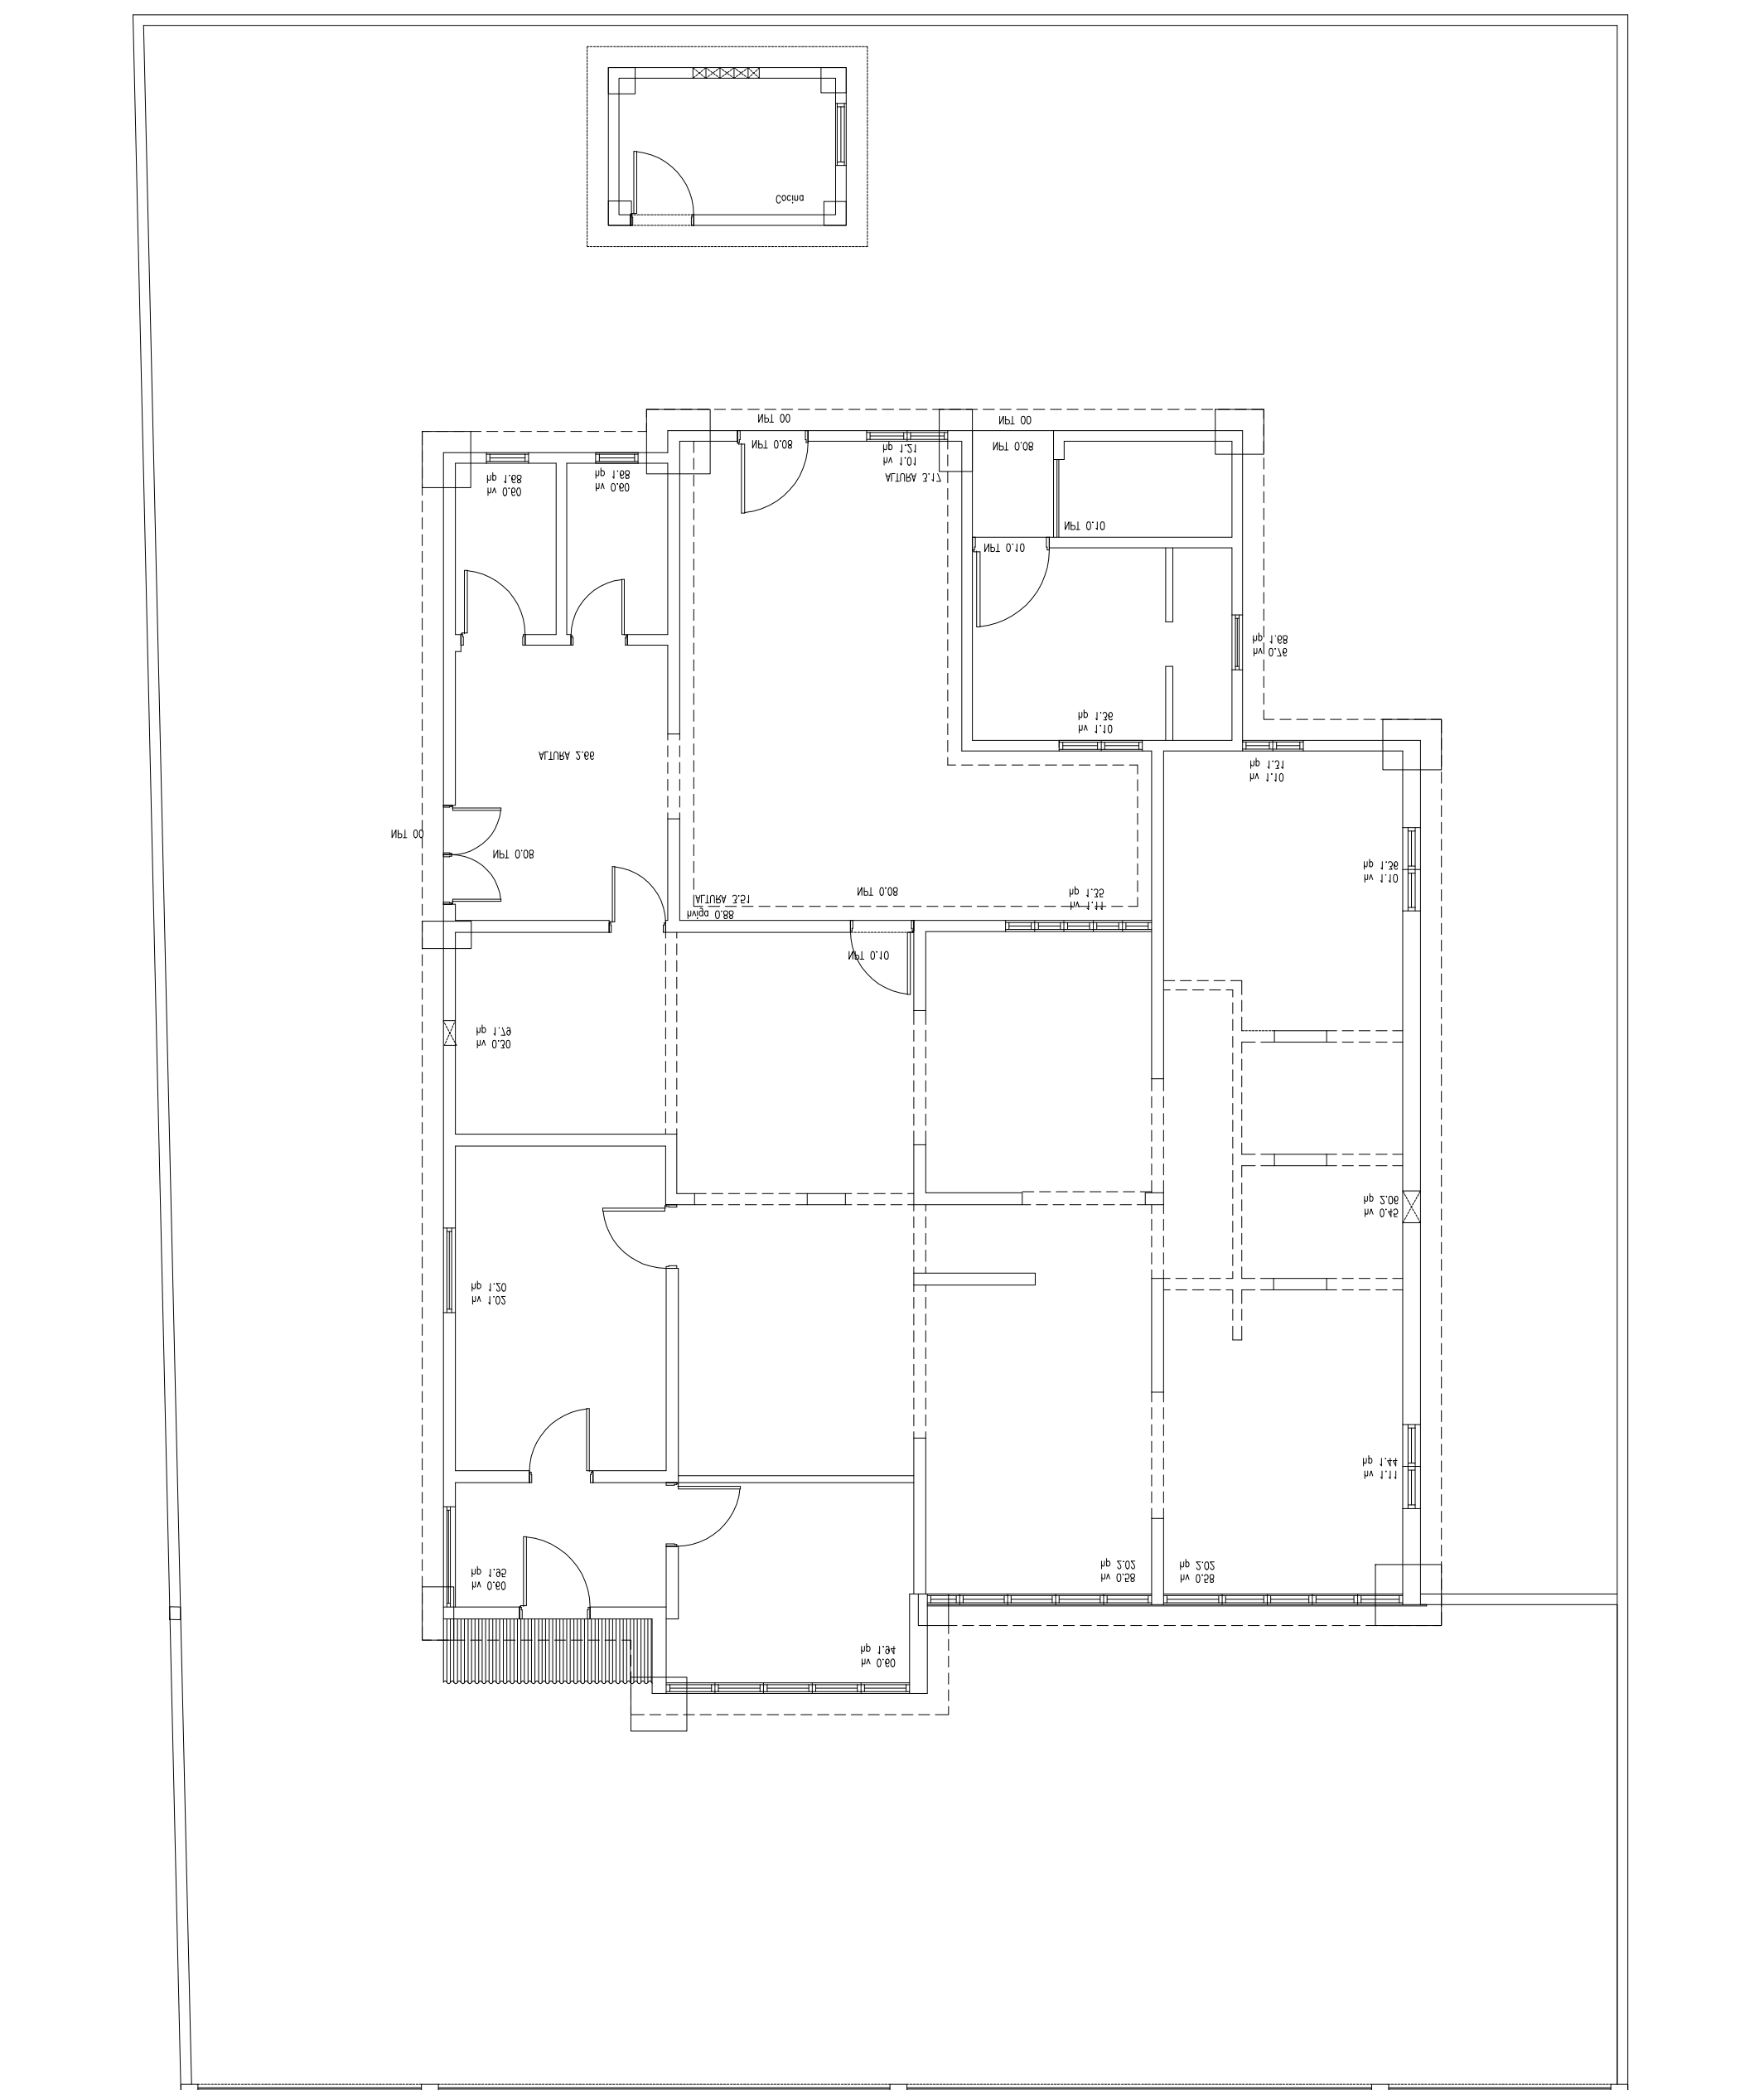 Cocina
NPT 00
NPT 00
NPT 0.08
NPT 0.08
hp 1.21
hv 1.01
ALTURA 3.17
hp 1.68
hv 0.60
hp 1.68
hv 0.60
NPT 0.10
NPT 0.10
hp 1.68
hv 0.76
hp 1.36
hv 1.10
ALTURA 2.66
hp 1.31
hv 1.10
NPT 00
NPT 0.08
hp 1.36
hv 1.10
NPT 0.08
hp 1.35
hv 1.11
ALTURA 3.51
hviga 0.88
NPT 0.10
hp 1.79
hv 0.30
hp 2.06
hv 0.45
hp 1.20
hv 1.02
hp 1.44
hv 1.11
hp 1.95
hv 0.60
hp 2.02
hv 0.58
hp 2.02
hv 0.58
hp 1.94
hv 0.60